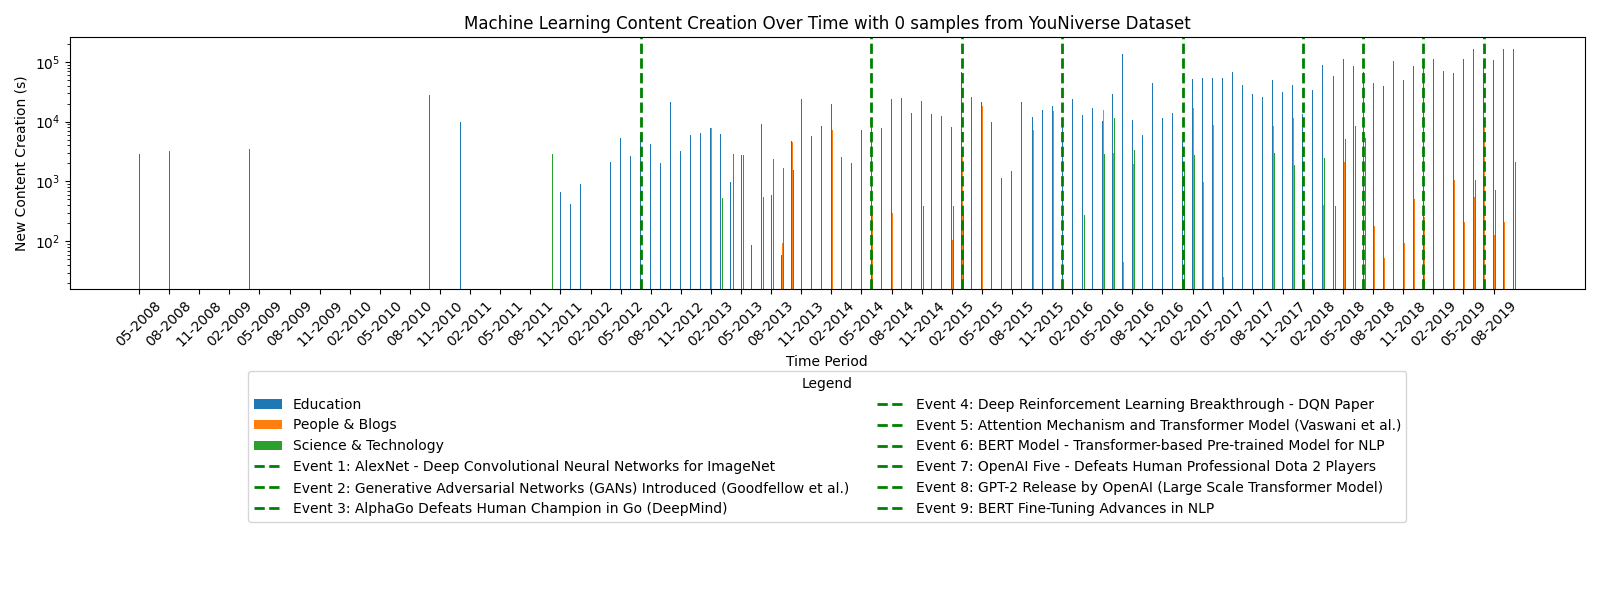 Machine Learning Content Creation Over Time with 0 samples from YouNiverse Dataset
New Content Creation (s)
10^5
10^4
10^3
10^2
05-2008 08-2008 11-2008 02-2009 05-2009 08-2009 11-2009 02-2010 05-2010 08-2010 11-2010 02-2011 05-2011 08-2011 11-2011 02-2012 05-2012 08-2012 11-2012 02-2013 05-2013 08-2013 11-2013 02-2014 05-2014 08-2014 11-2014 02-2015 05-2015 08-2015 11-2015 02-2016 05-2016 08-2016 11-2016 02-2017 05-2017 08-2017 11-2017 02-2018 05-2018 08-2018 11-2018 02-2019 05-2019 08-2019
Time Period
Legend
Education
People & Blogs
Science & Technology
Event 1: AlexNet - Deep Convolutional Neural Networks for ImageNet
Event 2: Generative Adversarial Networks (GANs) Introduced (Goodfellow et al.)
Event 3: AlphaGo Defeats Human Champion in Go (DeepMind)
Event 4: Deep Reinforcement Learning Breakthrough - DQN Paper
Event 5: Attention Mechanism and Transformer Model (Vaswani et al.)
Event 6: BERT Model - Transformer-based Pre-trained Model for NLP
Event 7: OpenAI Five - Defeats Human Professional Dota 2 Players
Event 8: GPT-2 Release by OpenAI (Large Scale Transformer Model)
Event 9: BERT Fine-Tuning Advances in NLP